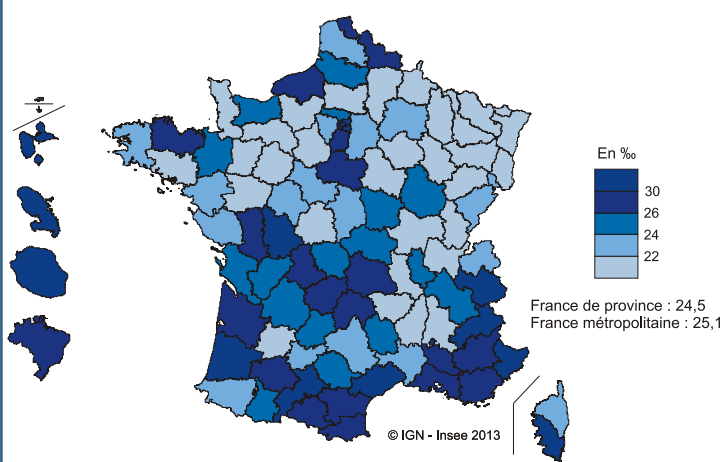 En ‰
30
26
24
22
France de province : 24,5
France métropolitaine : 25,1
© IGN - Insee 2013